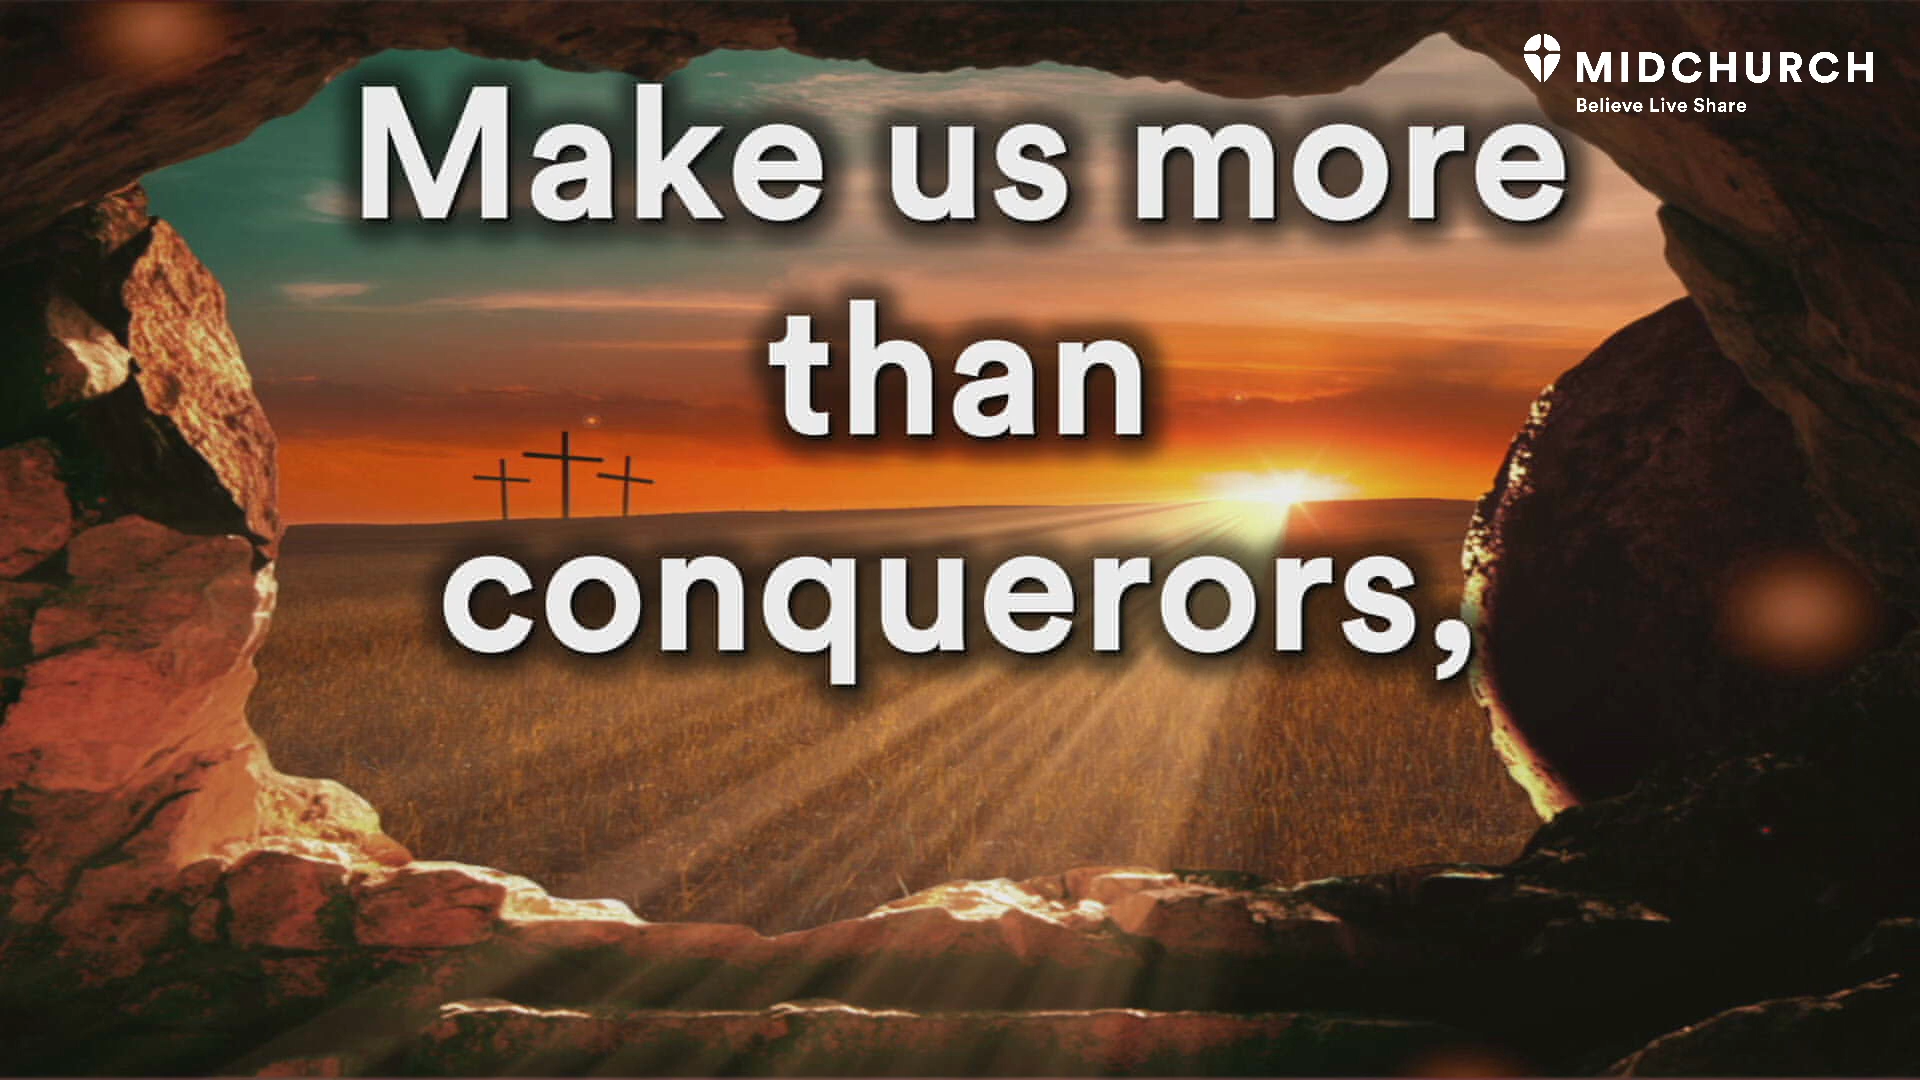 MIDCHURCH
Believe Live Share
Make us more
than
conquerors,